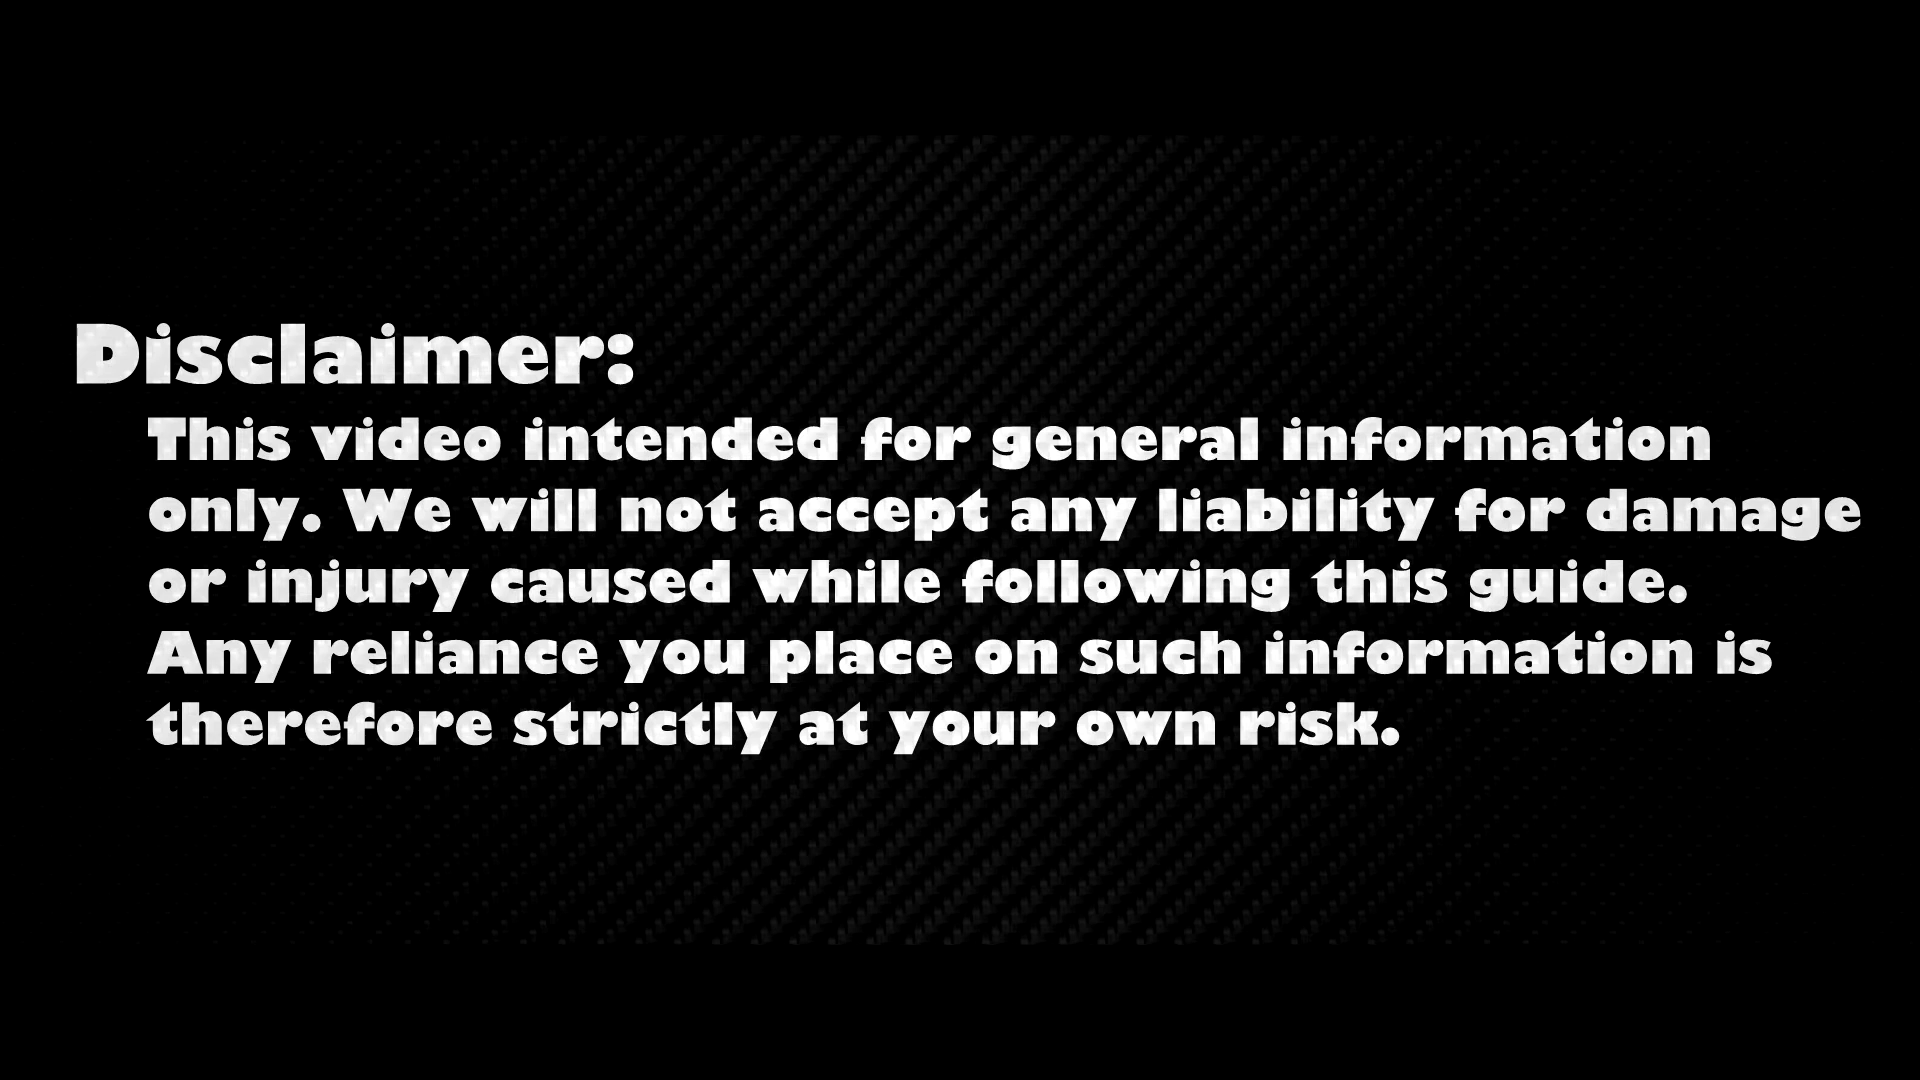 Disclaimer:
This video intended for general information
only. We will not accept any liability for damage
or injury caused while following this guide.
Any reliance you place on such information is
therefore strictly at your own risk.